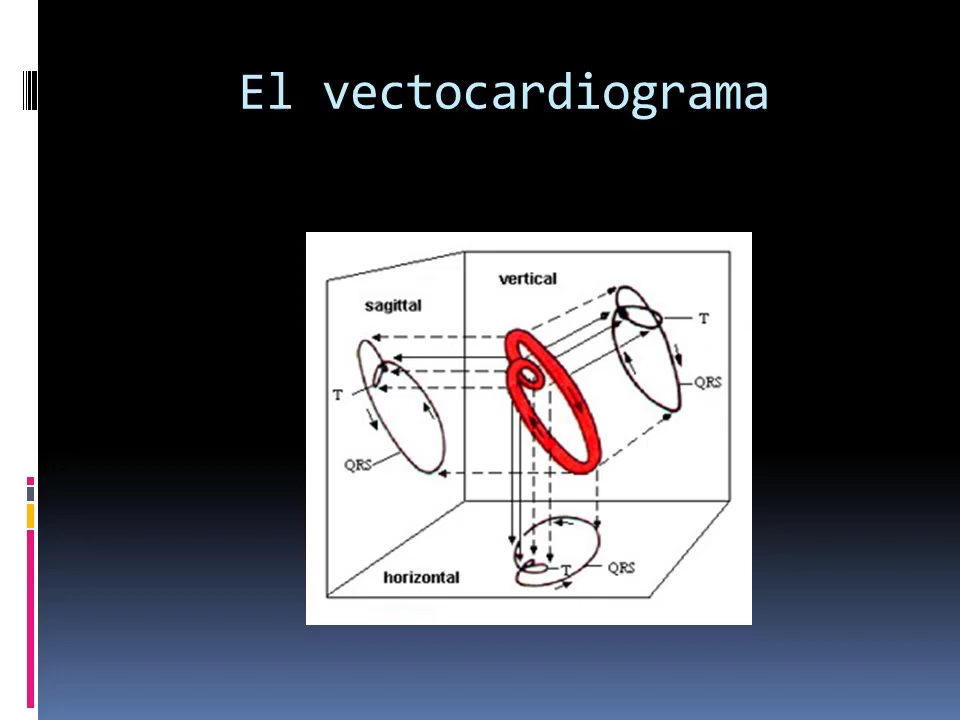 El vectocardiograma
vertical
sagittal
T
QRS
T
QRS
T
QRS
horizontal